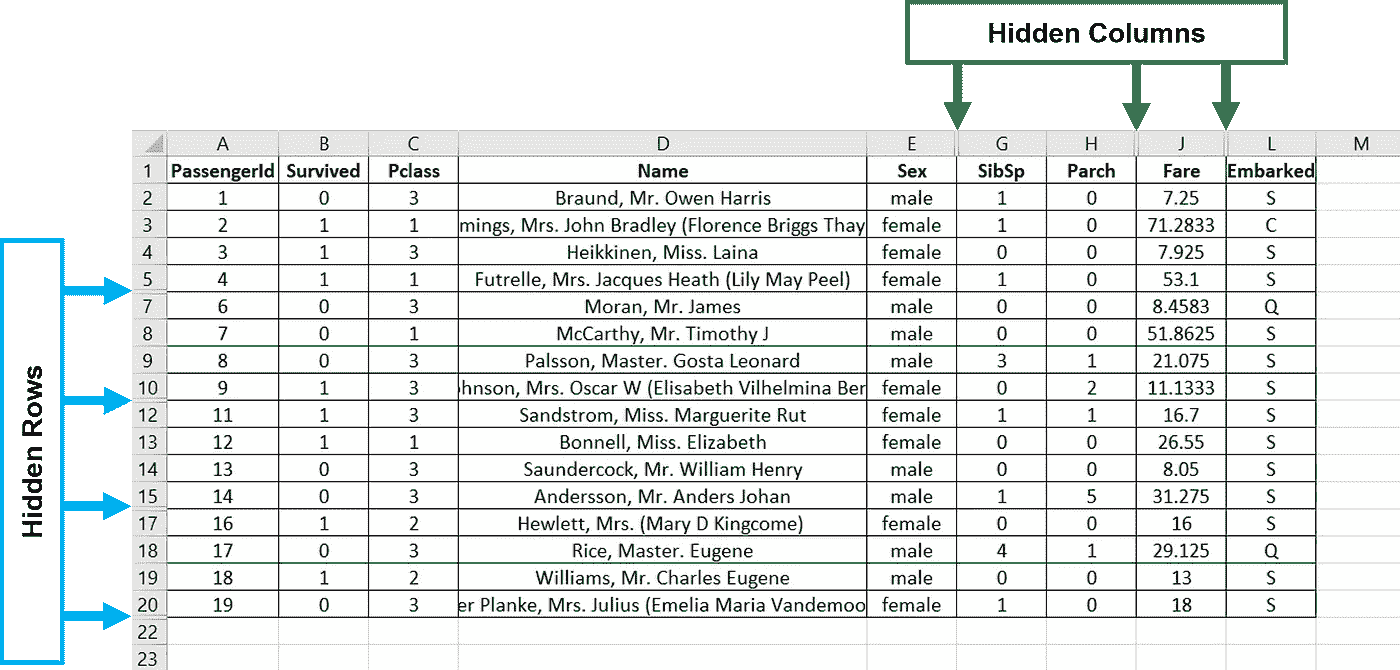 Hidden Columns
A B C D E G H J L M
1 PassengerId Survived Pclass Name Sex SibSp Parch Fare Embarked
2 1 0 3 Braund, Mr. Owen Harris male 1 0 7.25 S
3 2 1 1 mings, Mrs. John Bradley (Florence Briggs Thay female 1 0 71.2833 C
4 3 1 3 Heikkinen, Miss. Laina female 0 0 7.925 S
5 4 1 1 Futrelle, Mrs. Jacques Heath (Lily May Peel) female 1 0 53.1 S
7 6 0 3 Moran, Mr. James male 0 0 8.4583 Q
8 7 0 1 McCarthy, Mr. Timothy J male 0 0 51.8625 S
9 8 0 3 Palsson, Master. Gosta Leonard male 3 1 21.075 S
10 9 1 3 ohnson, Mrs. Oscar W (Elisabeth Vilhelmina Ber female 0 2 11.1333 S
12 11 1 3 Sandstrom, Miss. Marguerite Rut female 1 1 16.7 S
13 12 1 1 Bonnell, Miss. Elizabeth female 0 0 26.55 S
14 13 0 3 Saundercock, Mr. William Henry male 0 0 8.05 S
15 14 0 3 Andersson, Mr. Anders Johan male 1 5 31.275 S
17 16 1 2 Hewlett, Mrs. (Mary D Kingcome) female 0 0 16 S
18 17 0 3 Rice, Master. Eugene male 4 1 29.125 Q
19 18 1 2 Williams, Mr. Charles Eugene male 0 0 13 S
20 19 0 3 er Planke, Mrs. Julius (Emelia Maria Vandemoo female 1 0 18 S
22
23
Hidden Rows